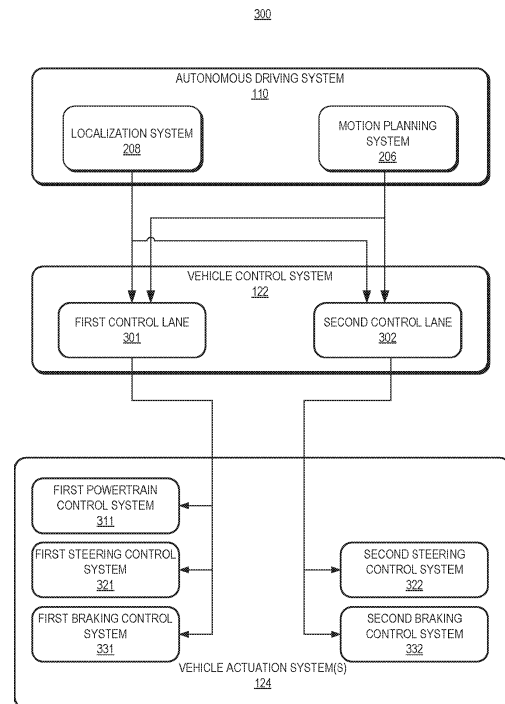 300
AUTONOMOUS DRIVING SYSTEM
110
LOCALIZATION SYSTEM
208
MOTION PLANNING
SYSTEM
206
VEHICLE CONTROL SYSTEM
122
FIRST CONTROL LANE
301
SECOND CONTROL LANE
302
FIRST POWERTRAIN
CONTROL SYSTEM
311
FIRST STEERING CONTROL
SYSTEM
321
SECOND STEERING
CONTROL SYSTEM
322
FIRST BRAKING CONTROL
SYSTEM
331
SECOND BRAKING
CONTROL SYSTEM
332
VEHICLE ACTUATION SYSTEM(S)
124